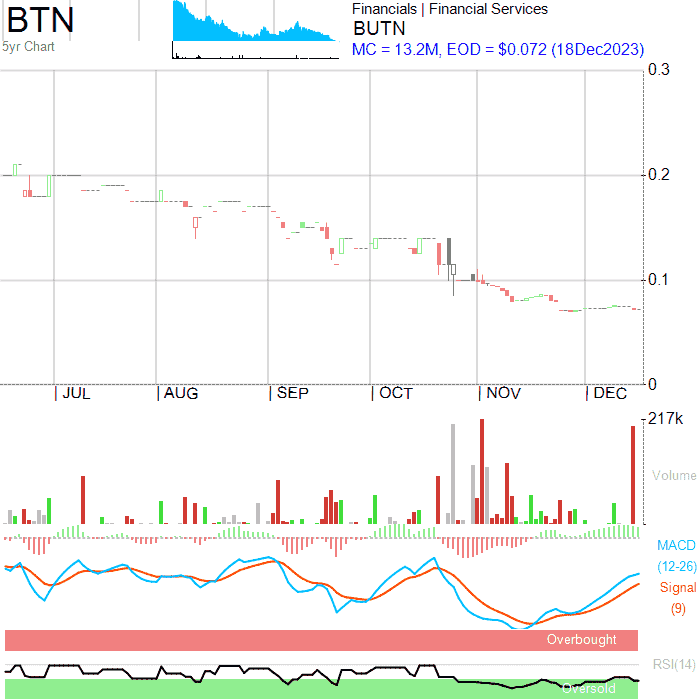 BTN
5yr Chart
Financials | Financial Services
BUTN
MC = 13.2M, EOD = $0.072 (18Dec2023)
0.3
0.2
0.1
0
JUL
AUG
SEP
OCT
NOV
DEC
217k
Volume
MACD
(12-26)
Signal
(9)
Overbought
RSI(14)
Oversold